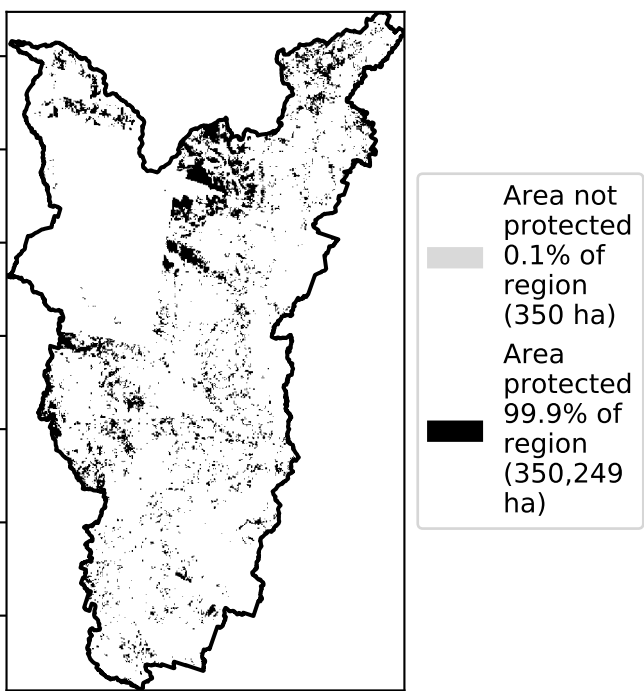 Area not
protected
0.1% of
region
(350 ha)
Area
protected
99.9% of
region
(350,249
ha)